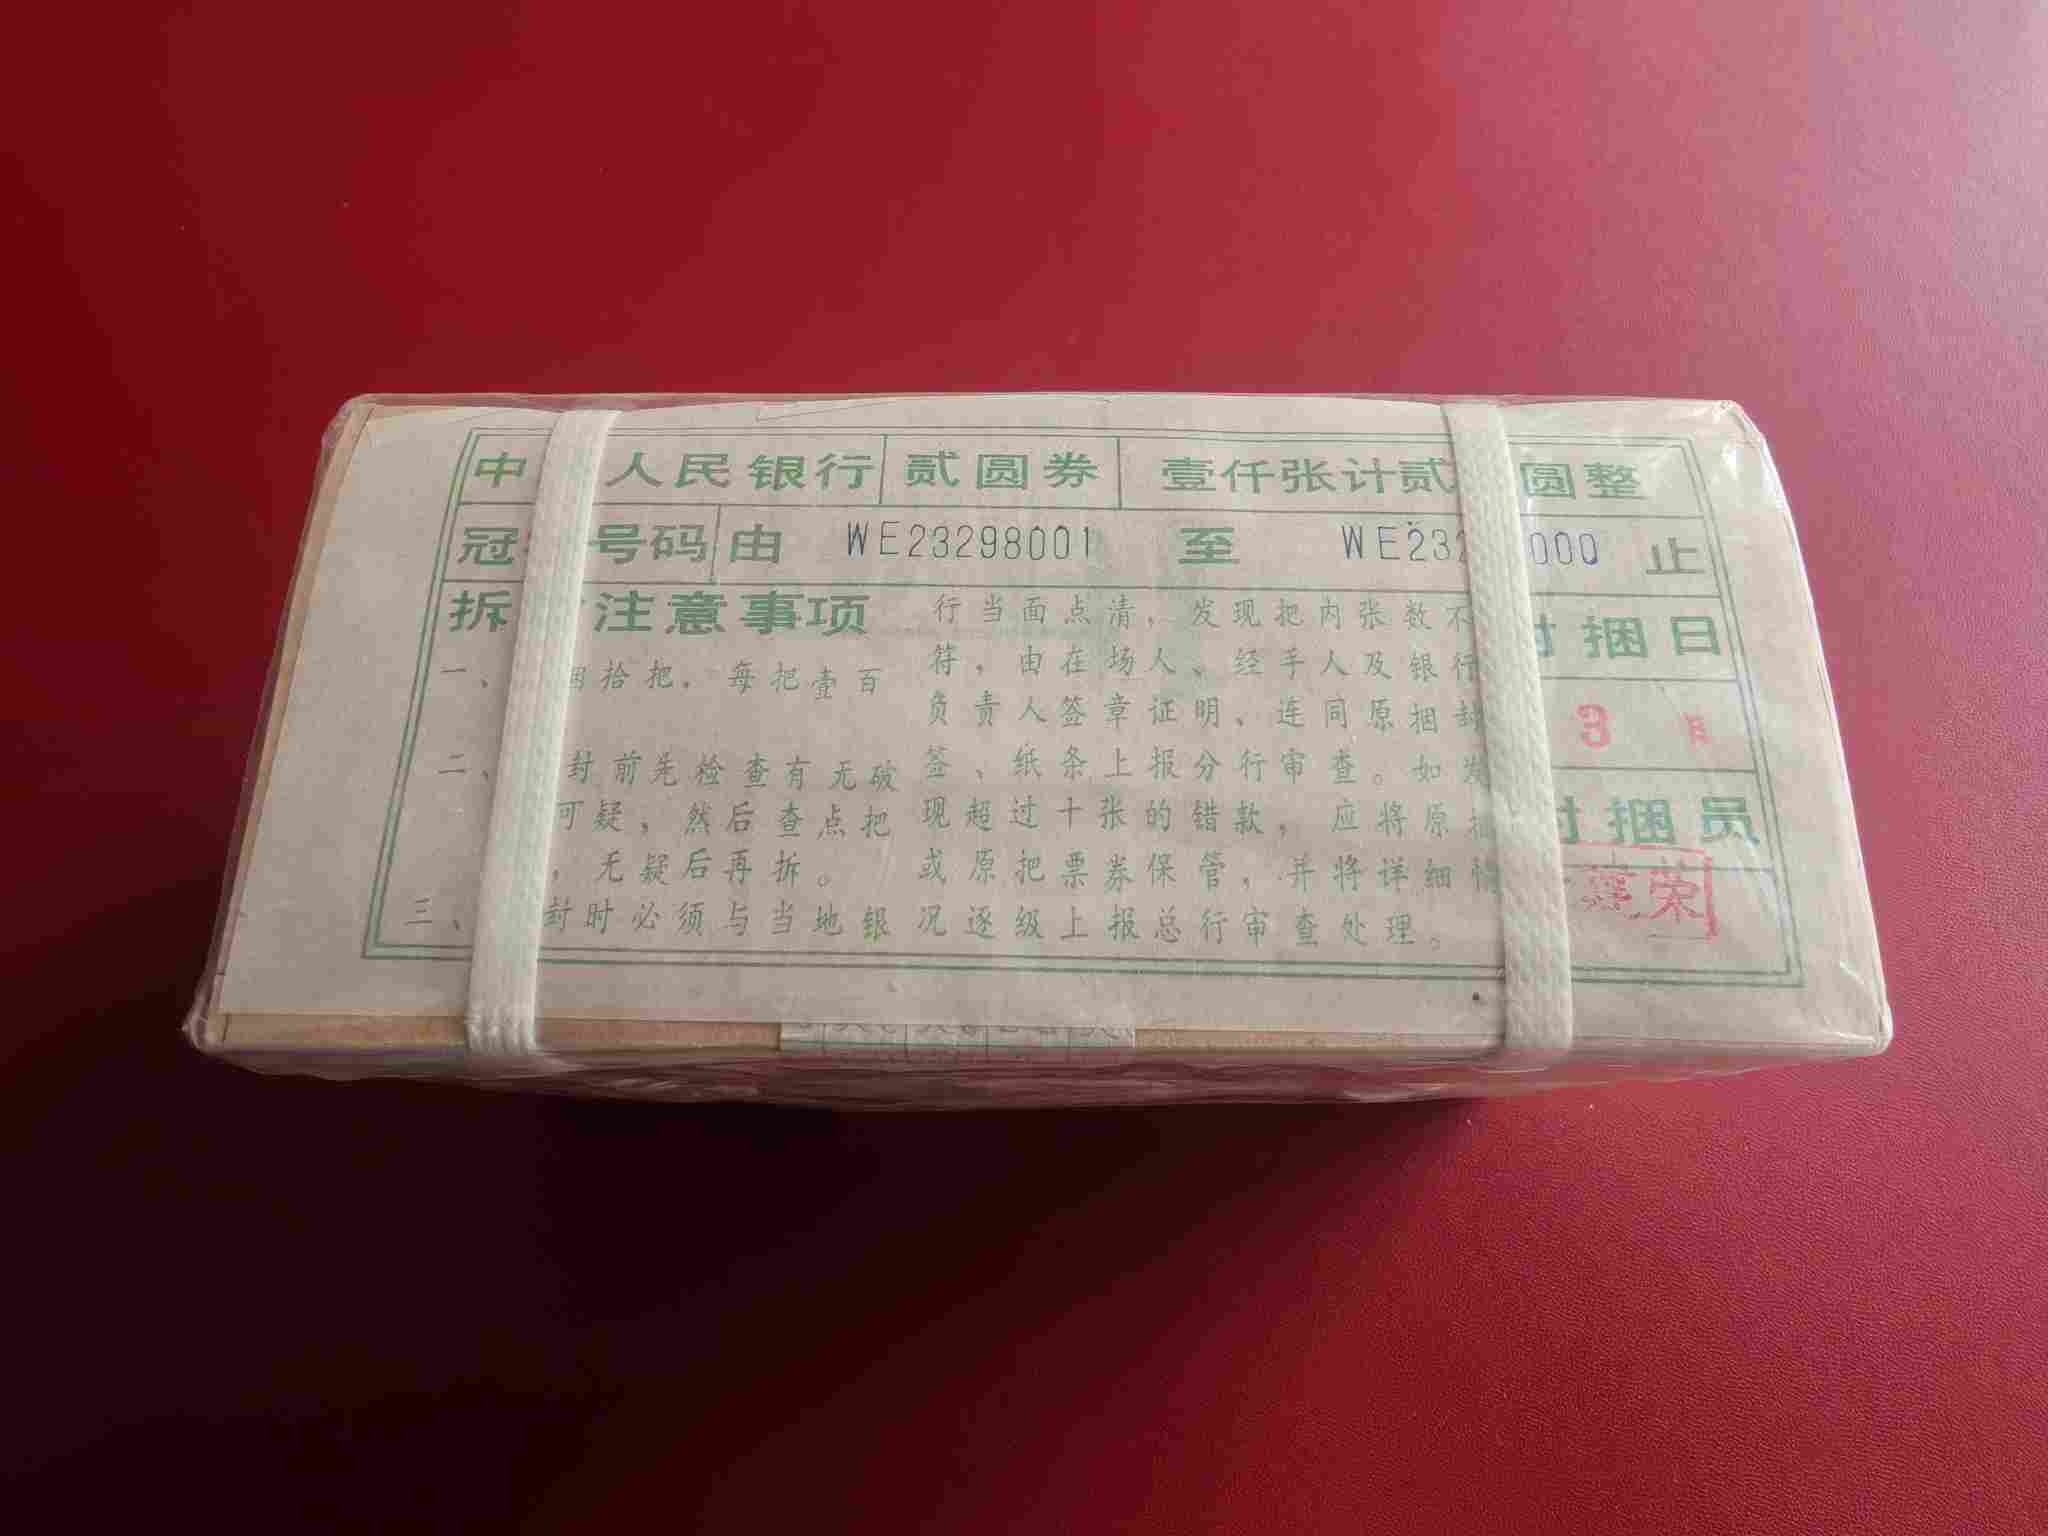 中 人民银行 贰圆券 壹仟张计贰 圆整
冠 号码 由 WE23298001 至 WE232 000 止
拆 注意事项
一、 捆拾把，每把壹百
二、 封前先检查有无破
可疑，然后查点把
，无疑后再拆。
三、 封时必须与当地银
行当面点清，发现把内张数不
符，由在场人、经手人及银行
负责人签章证明、连同原捆封
签、纸条上报分行审查。如发
现超过十张的错款，应将原捆
或原把票券保管，并将详细情
况逐级上报总行审查处理。
封捆日
3 月
封捆员
荣